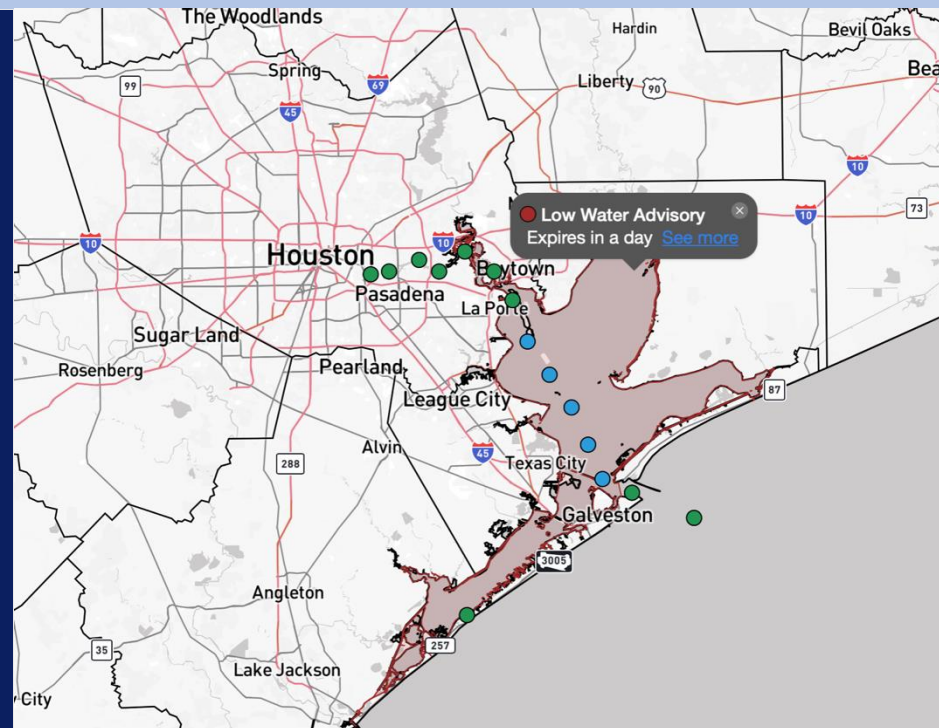 The Woodlands
Hardin
Bevil Oaks
Spring
69
99
Liberty
90
45
10
73
10
10
10
Low Water Advisory
Expires in a day See more
Houston
Baytown
Pasadena
La Porte
Sugar Land
Pearland
Rosenberg
League City
87
Alvin
45
288
Texas City
Galveston
3005
Angleton
257
35
Lake Jackson
City